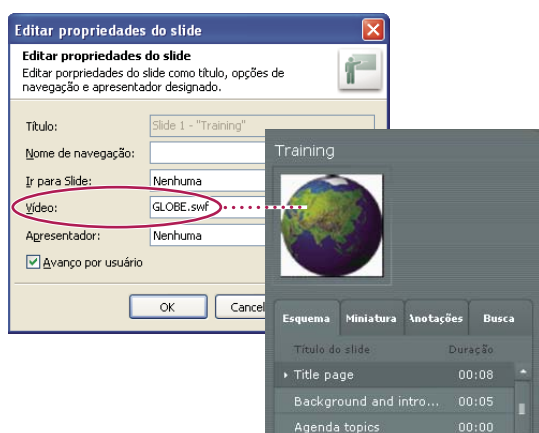 Editar propriedades do slide
Editar propriedades do slide
Editar porpriedades do slide como título, opções de
navegação e apresentador designado.
Título:
Slide 1 - "Training"
Nome de navegação:
Ir para Slide:
Nenhuma
Vídeo:
GLOBE.swf
Apresentador:
Nenhuma
Avanço por usuário
OK
Training
Esquema Miniatura Anotações Busca
Título do slide Duração
Title page 00:08
Background and intro... 00:05
Agenda topics 00:00